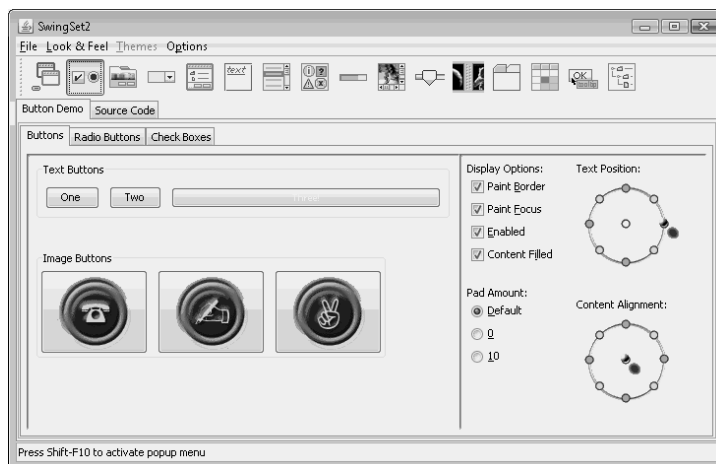 SwingSet2
File Look & Feel Themes Options
text
OK
Button Demo Source Code
Buttons Radio Buttons Check Boxes
Text Buttons
One Two Three
Image Buttons
Display Options:
Paint Border
Paint Focus
Enabled
Content Filled
Pad Amount:
Default
0
10
Text Position:
Content Alignment:
Press Shift-F10 to activate popup menu